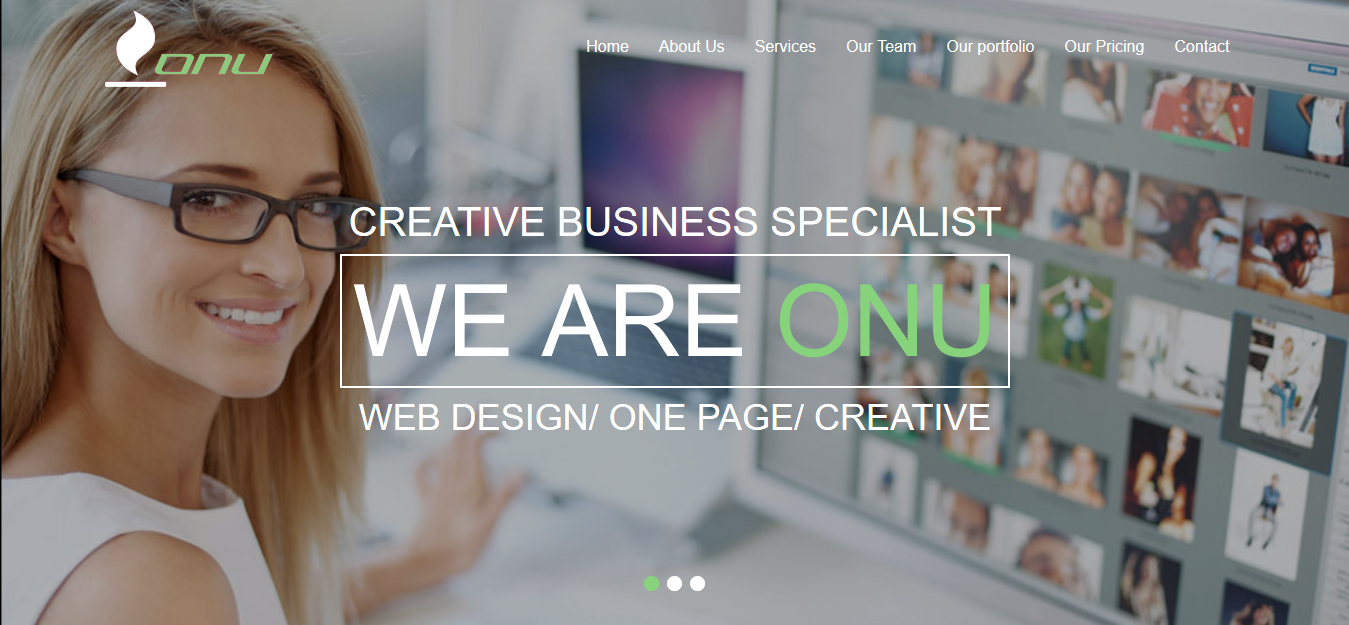 onu
Home About Us Services Our Team Our portfolio Our Pricing Contact
CREATIVE BUSINESS SPECIALIST
WE ARE ONU
WEB DESIGN/ ONE PAGE/ CREATIVE